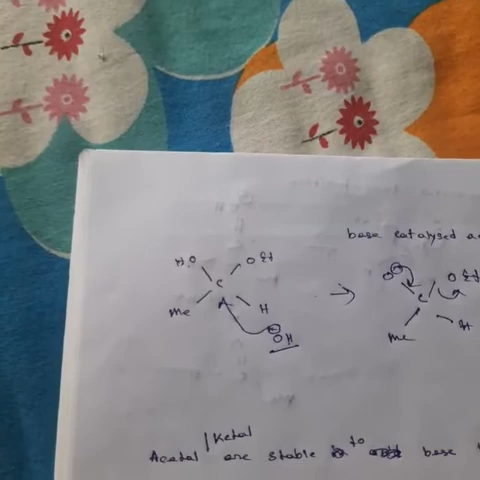 base catalysed
HO OEt
C
Me H
OH
→
O OEt
C
Me H
Acetal/Ketal are stable to base